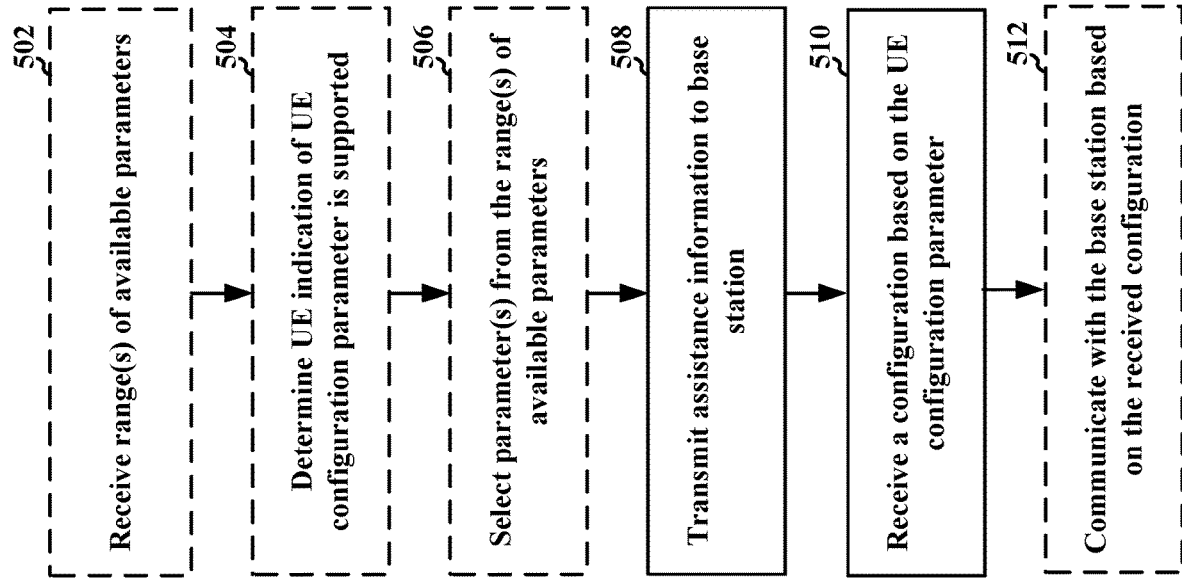 502
Receive range(s) of available parameters
504
Determine UE indication of UE
configuration parameter is supported
506
Select parameter(s) from the range(s) of
available parameters
508
Transmit assistance information to base
station
510
Receive a configuration based on the UE
configuration parameter
512
Communicate with the base station based
on the received configuration